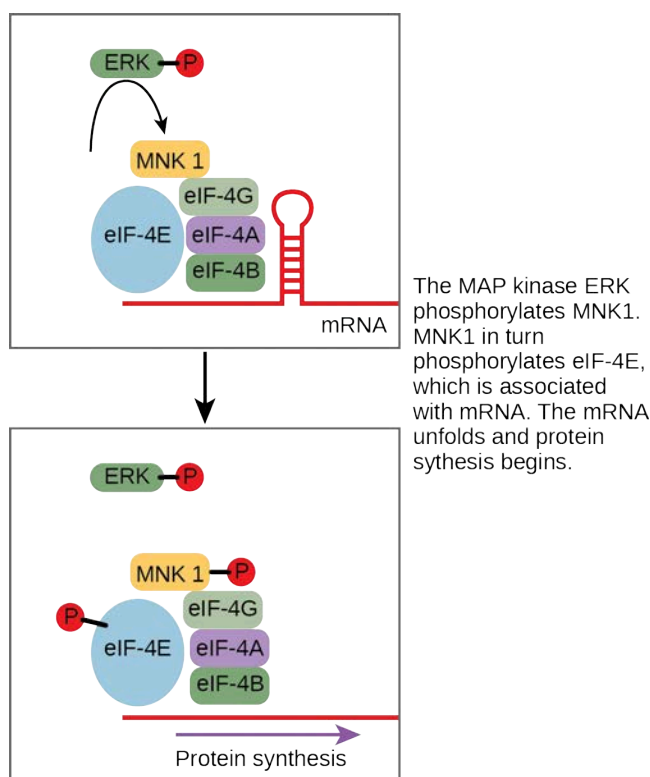 ERK P
MNK 1
eIF-4G
eIF-4E eIF-4A
eIF-4B
mRNA
The MAP kinase ERK
phosphorylates MNK1.
MNK1 in turn
phosphorylates eIF-4E,
which is associated
with mRNA. The mRNA
unfolds and protein
sythesis begins.
ERK P
MNK 1 P
P eIF-4G
eIF-4E eIF-4A
eIF-4B
Protein synthesis